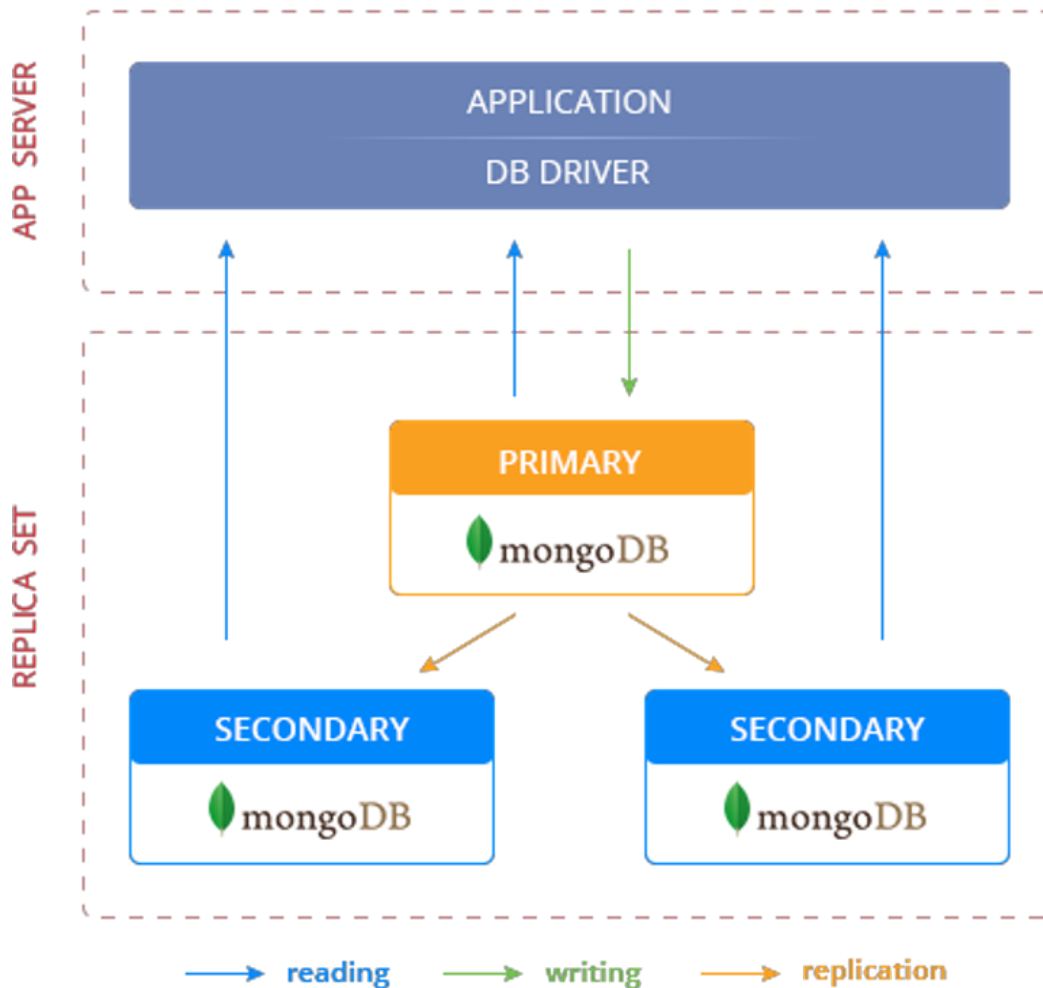 APP SERVER
APPLICATION
DB DRIVER
REPLICA SET
PRIMARY
mongoDB
SECONDARY
mongoDB
SECONDARY
mongoDB
reading
writing
replication